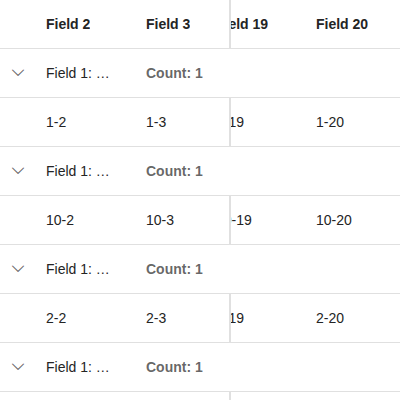 Field 2 Field 3 eld 19 Field 20
Field 1: … Count: 1
1-2 1-3 19 1-20
Field 1: … Count: 1
10-2 10-3 -19 10-20
Field 1: … Count: 1
2-2 2-3 19 2-20
Field 1: … Count: 1